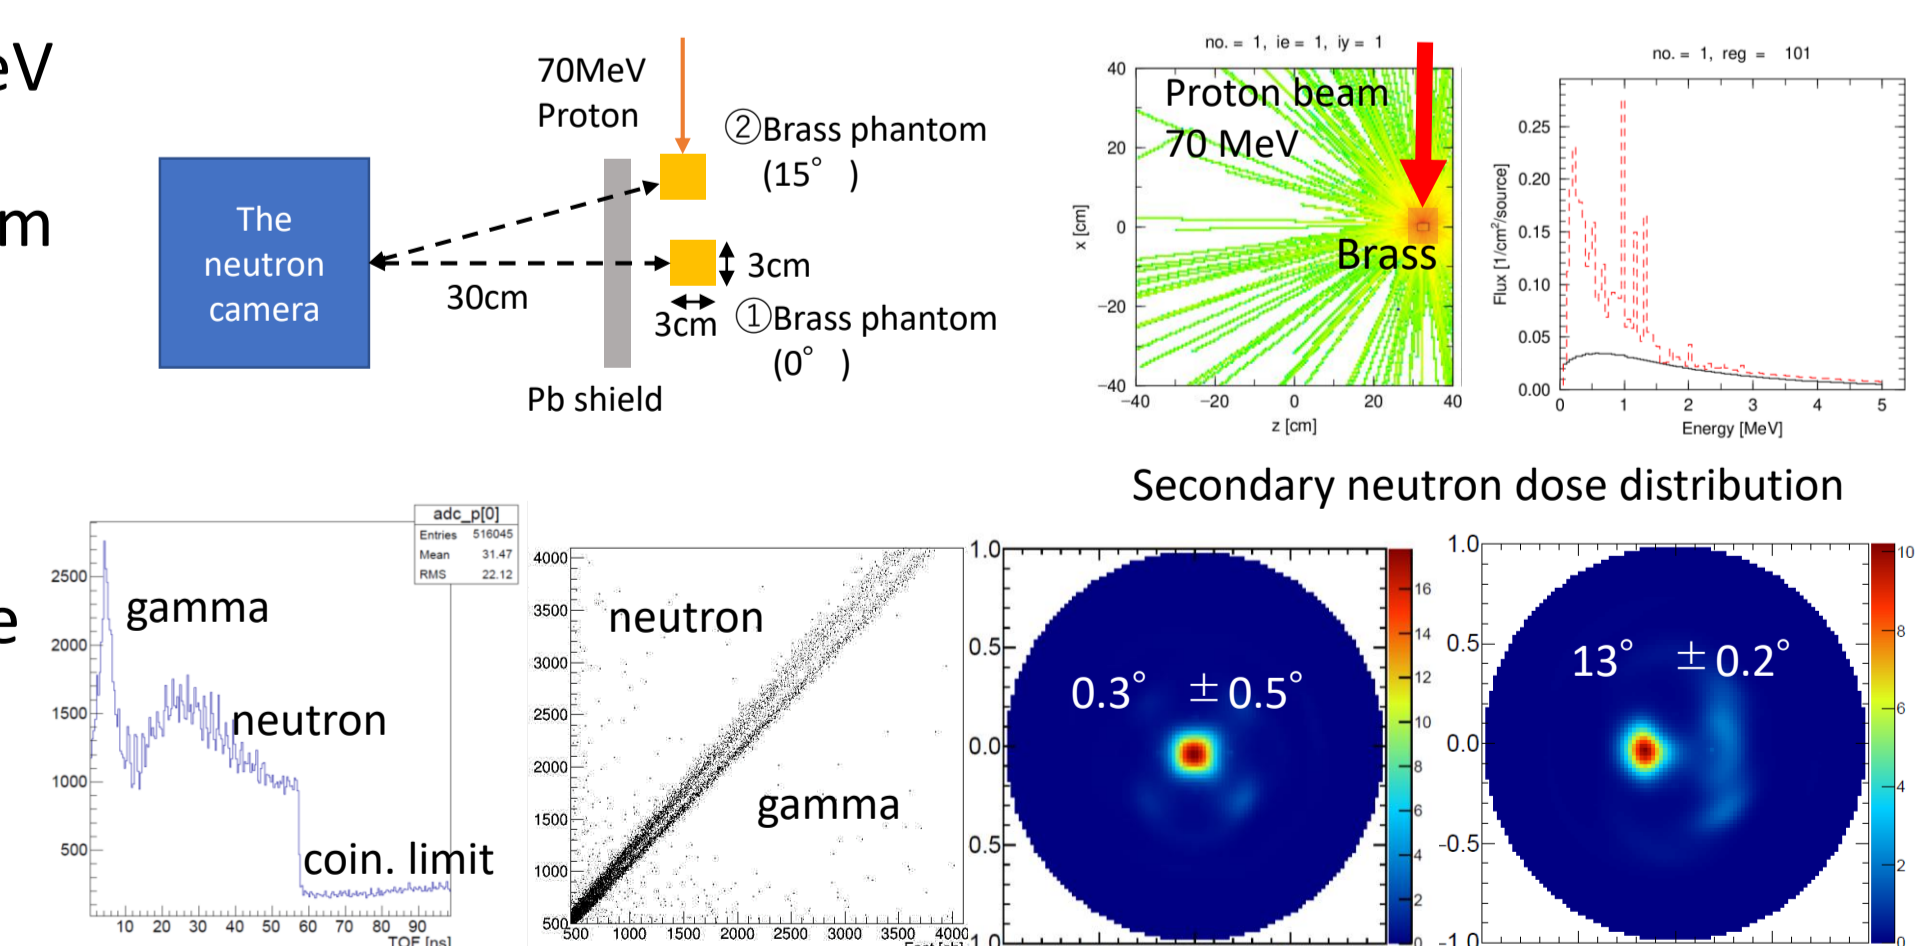 eV
m
e
70MeV
Proton
②Brass phantom
(15° )
The
neutron
camera
30cm
3cm
3cm
①Brass phantom
(0° )
Pb shield
no. = 1, ie = 1, iy = 1
Proton beam
70 MeV
Brass
40
20
0
−20
−40
x [cm]
−40 −20 0 20 40
z [cm]
no. = 1, reg = 101
0.25
0.20
0.15
0.10
0.05
0.00
Flux [1/cm²/source]
0 1 2 3 4 5
Energy [MeV]
Secondary neutron dose distribution
adc_p[0]
Entries 516045
Mean 31.47
RMS 22.12
2500
2000
1500
1000
500
gamma
neutron
coin. limit
10 20 30 40 50 60 70 80 90
TOF [ns]
4000
3500
3000
2500
2000
1500
1000
500
neutron
gamma
500 1000 1500 2000 2500 3000 3500 4000
1.0
0.5
0.0
0.5
1.0
0.3° ±0.5°
16
14
12
10
8
6
4
2
0
1.0
0.5
0.0
−0.5
−1.0
13° ±0.2°
10
8
6
4
2
0